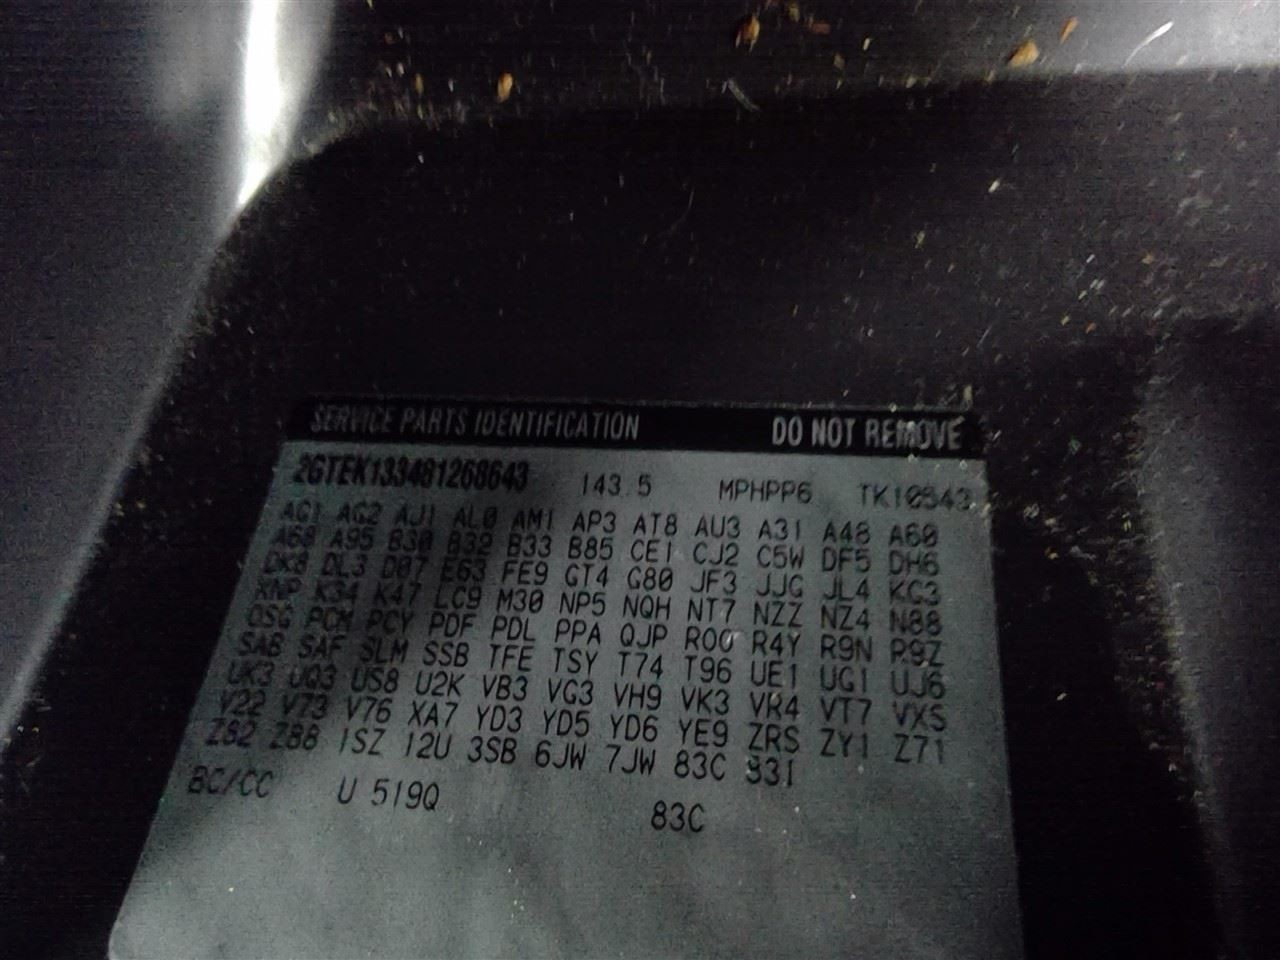 SERVICE PARTS IDENTIFICATION DO NOT REMOVE
2GTEK133481268643 143.5 MPHPP6 TK10543
AG1 AG2 AJ1 AL0 AM1 AP3 AT8 AU3 A31 A48 A60
A68 A95 B30 B32 B33 B85 CE1 CJ2 C5W DF5 DH6
DK8 DL3 D07 E63 FE9 GT4 G80 JF3 JJG JL4 KG3
KNP K34 K47 LC9 M30 NP5 NQH NT7 NZZ NZ4 N88
OSG PCM PCY PDF PDL PPA QJP ROO R4Y R9N R9Z
SAB SAF SLM SSB TFE TSY T74 T96 UE1 UG1 UJ6
UK3 UQ3 US8 U2K VB3 VG3 VH9 VK3 VR4 VT7 VXS
V22 V73 V76 XA7 YD3 YD5 YD6 YE9 ZRS ZY1 Z71
Z82 Z88 1SZ 12U 3SB 6JW 7JW 83C 931
BC/CC U 519Q 83C